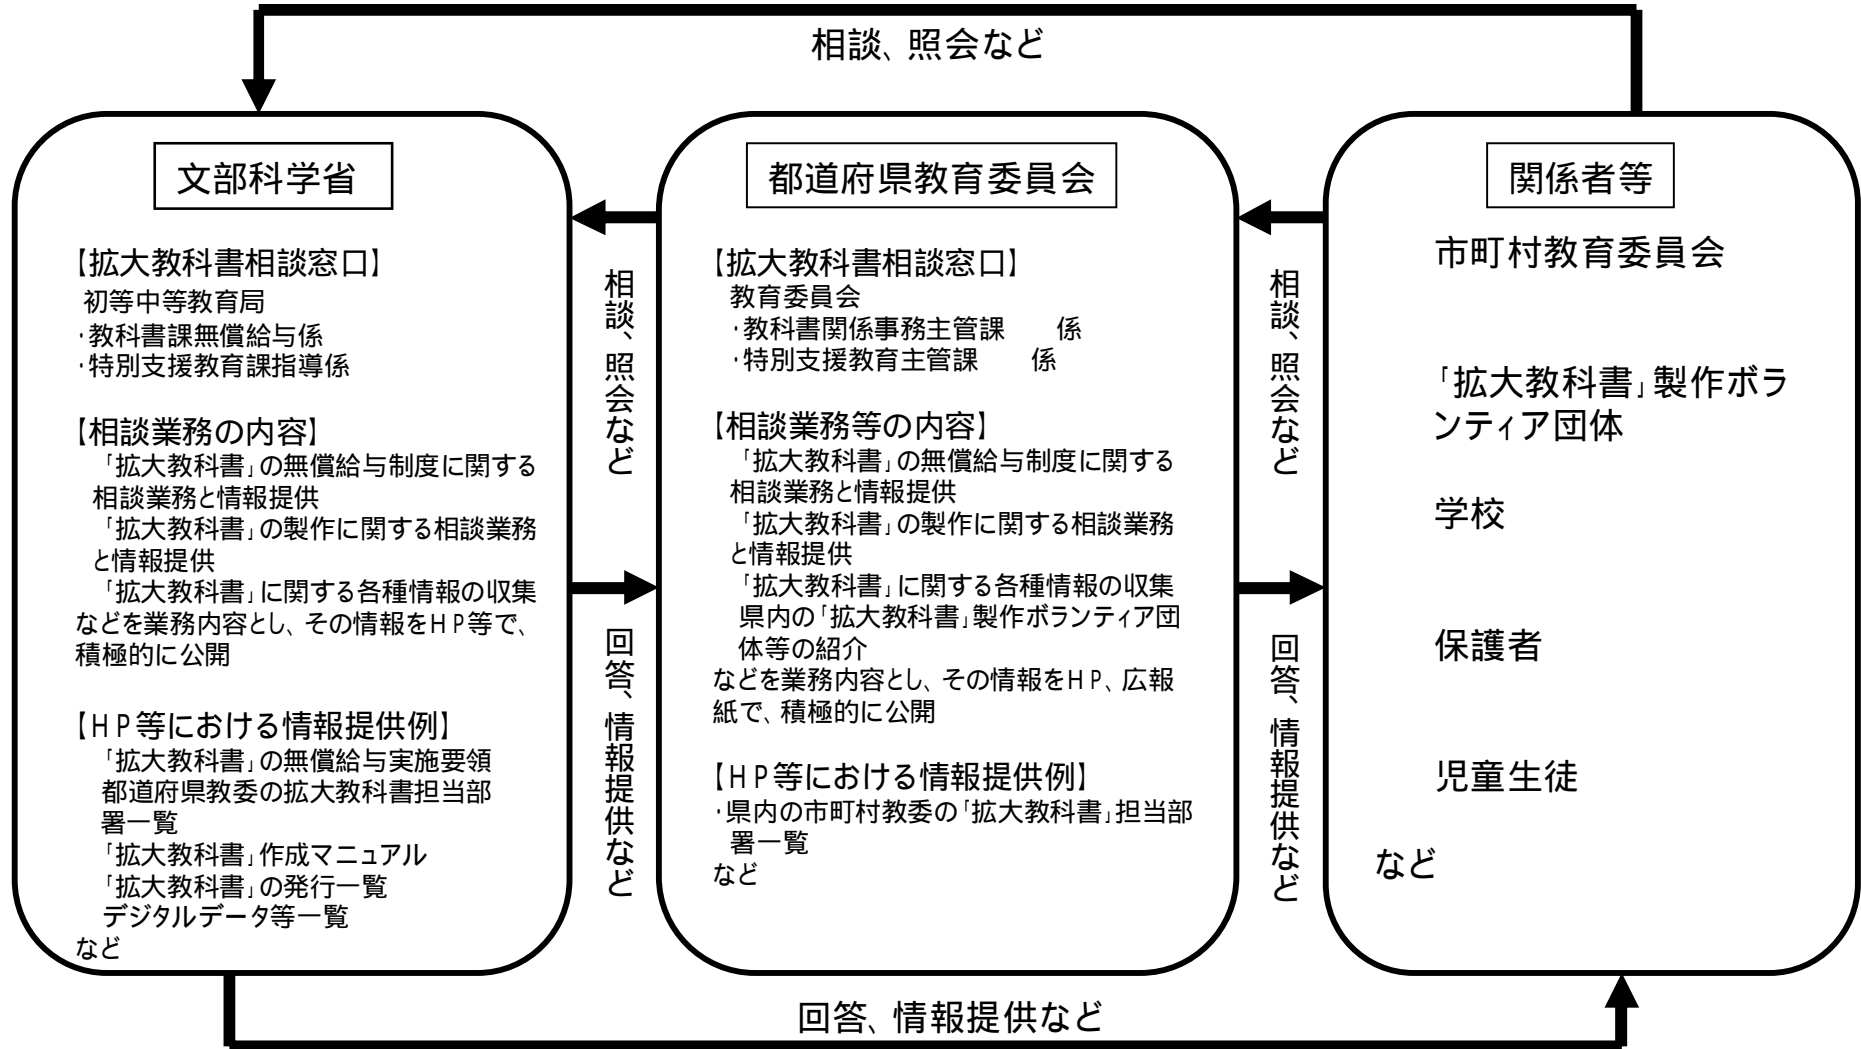 相談、照会など
文部科学省
【拡大教科書相談窓口】
初等中等教育局
・教科書課無償給与係
・特別支援教育課指導係
【相談業務の内容】
「拡大教科書」の無償給与制度に関する
相談業務と情報提供
「拡大教科書」の製作に関する相談業務
と情報提供
「拡大教科書」に関する各種情報の収集
などを業務内容とし、その情報をHP等で、
積極的に公開
【HP等における情報提供例】
「拡大教科書」の無償給与実施要領
都道府県教委の拡大教科書担当部
署一覧
「拡大教科書」作成マニュアル
「拡大教科書」の発行一覧
デジタルデータ等一覧
など
相談、照会など
回答、情報提供など
都道府県教育委員会
【拡大教科書相談窓口】
教育委員会
・教科書関係事務主管課　　係
・特別支援教育主管課　　係
【相談業務等の内容】
「拡大教科書」の無償給与制度に関する
相談業務と情報提供
「拡大教科書」の製作に関する相談業務
と情報提供
「拡大教科書」に関する各種情報の収集
県内の「拡大教科書」製作ボランティア団
体等の紹介
などを業務内容とし、その情報をHP、広報
紙で、積極的に公開
【HP等における情報提供例】
・県内の市町村教委の「拡大教科書」担当部
署一覧
など
相談、照会など
回答、情報提供など
関係者等
市町村教育委員会
「拡大教科書」製作ボラ
ンティア団体
学校
保護者
児童生徒
など
回答、情報提供など